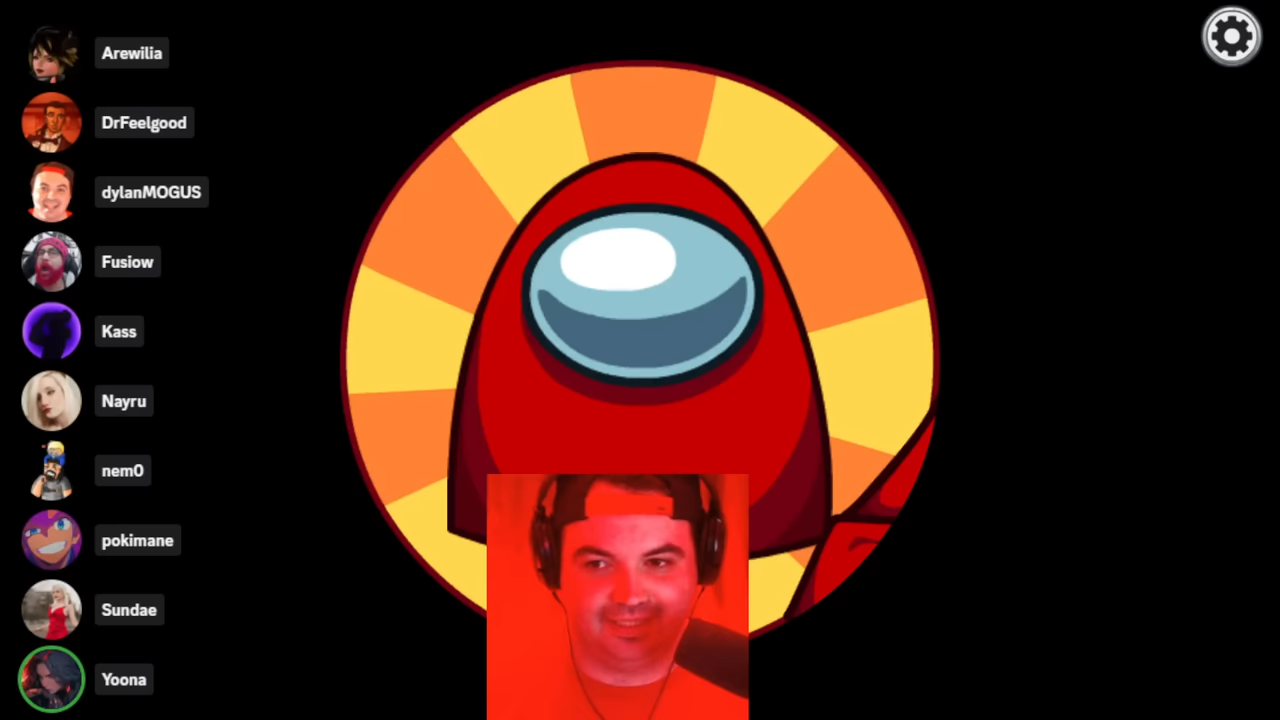 Arewilia
DrFeelgood
dylanMOGUS
Fusiow
Kass
Nayru
nem0
pokimane
Sundae
Yoona